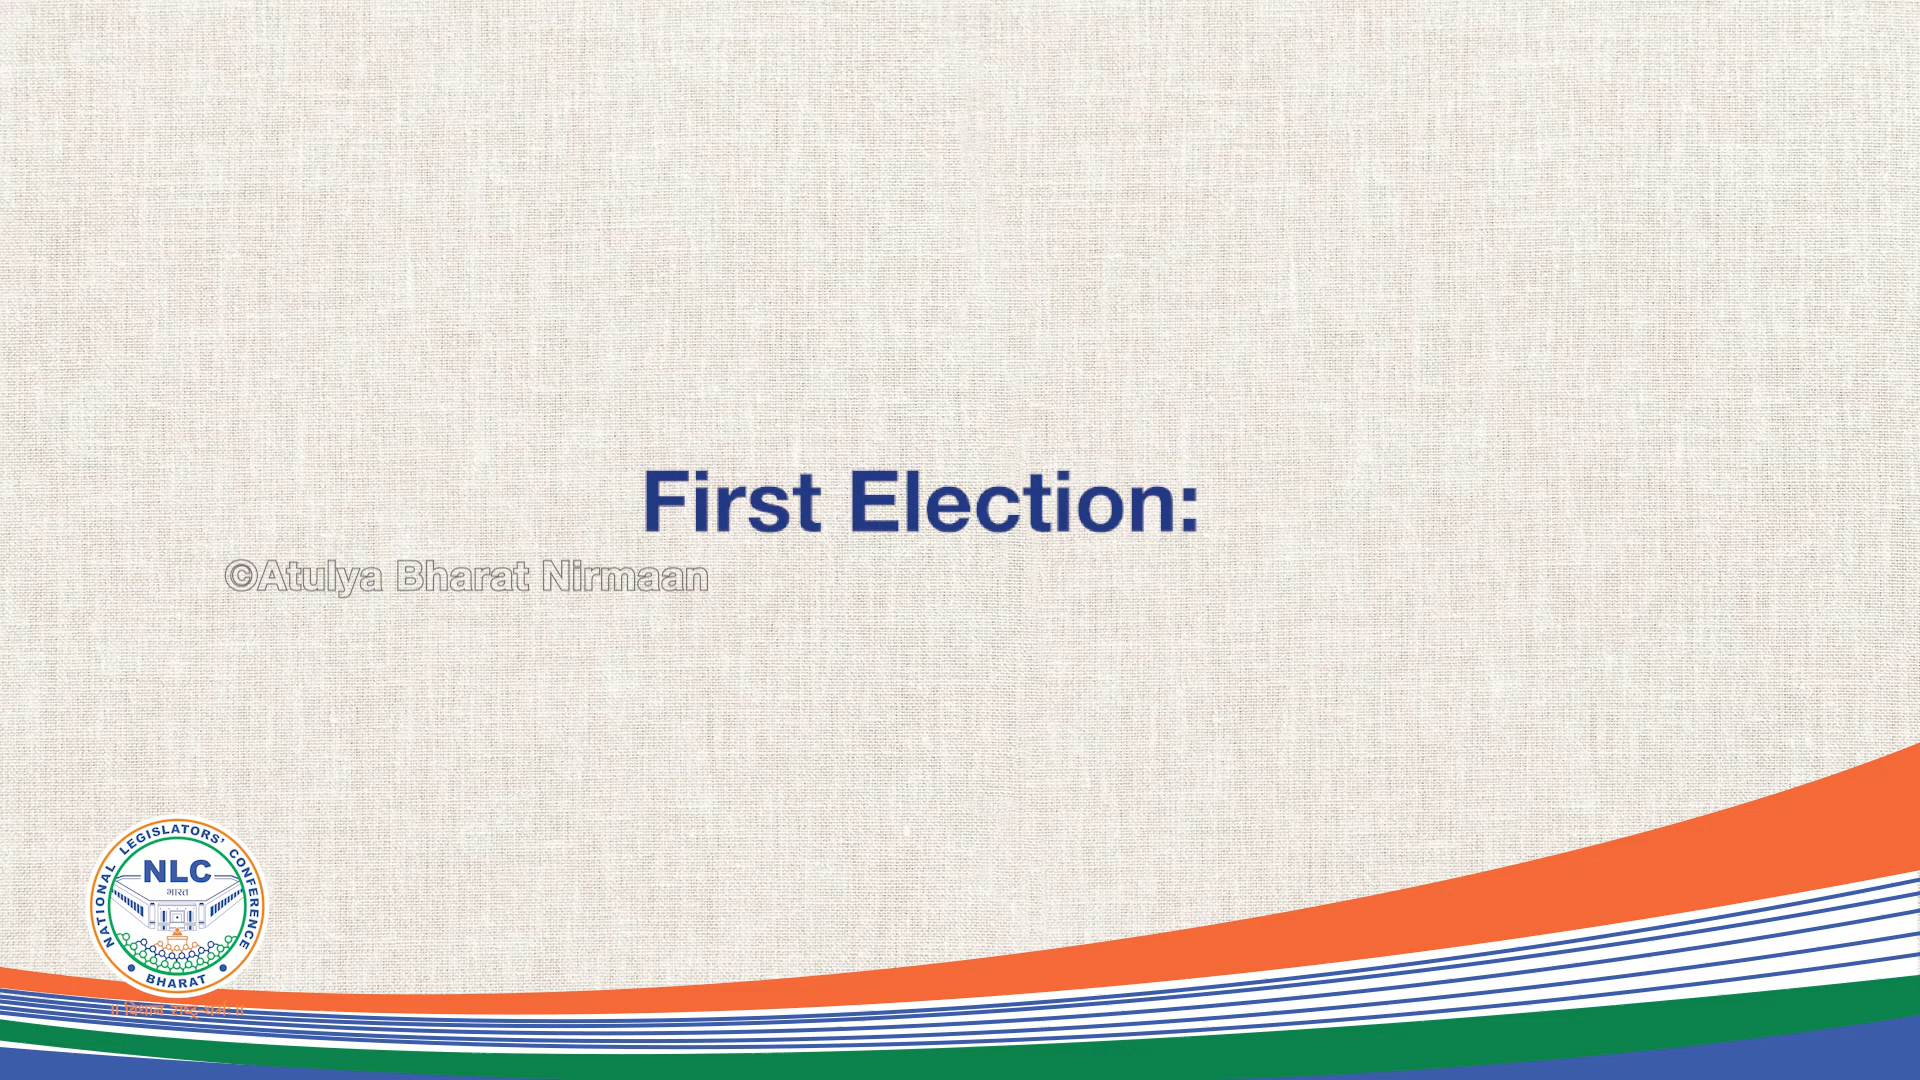 First Election:
©Atulya Bharat Nirmaan
NATIONAL LEGISLATORS' CONFERENCE
NLC
भारत
BHARAT